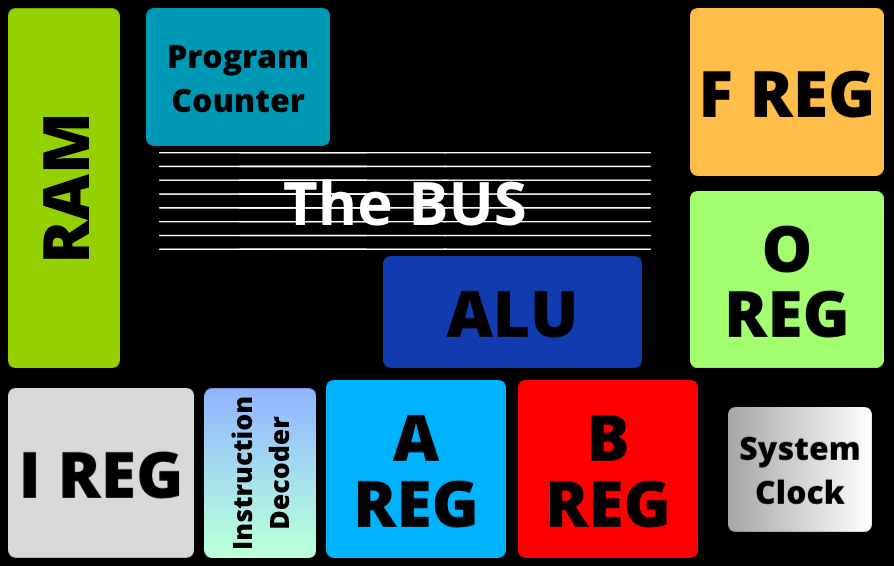 RAM
Program
Counter
F REG
The BUS
O
REG
ALU
I REG
Instruction
Decoder
A
REG
B
REG
System
Clock